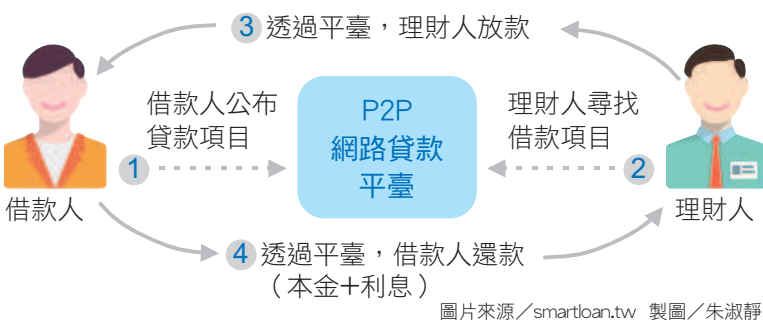 3 透過平臺，理財人放款
借款人公布
貸款項目
1
P2P
網路貸款
平臺
理財人尋找
借款項目
2
借款人
理財人
4 透過平臺，借款人還款
（本金+利息）
圖片來源／smartloan.tw 製圖／朱淑靜